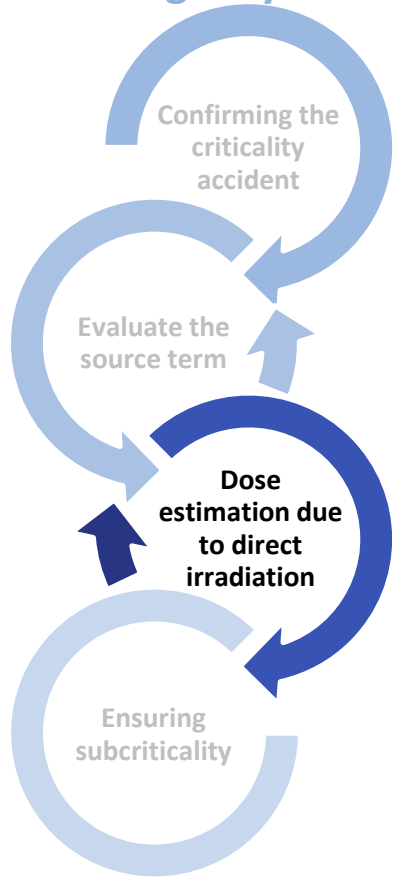 Confirming the
criticality
accident
Evaluate the
source term
Dose
estimation due
to direct
irradiation
Ensuring
subcriticality